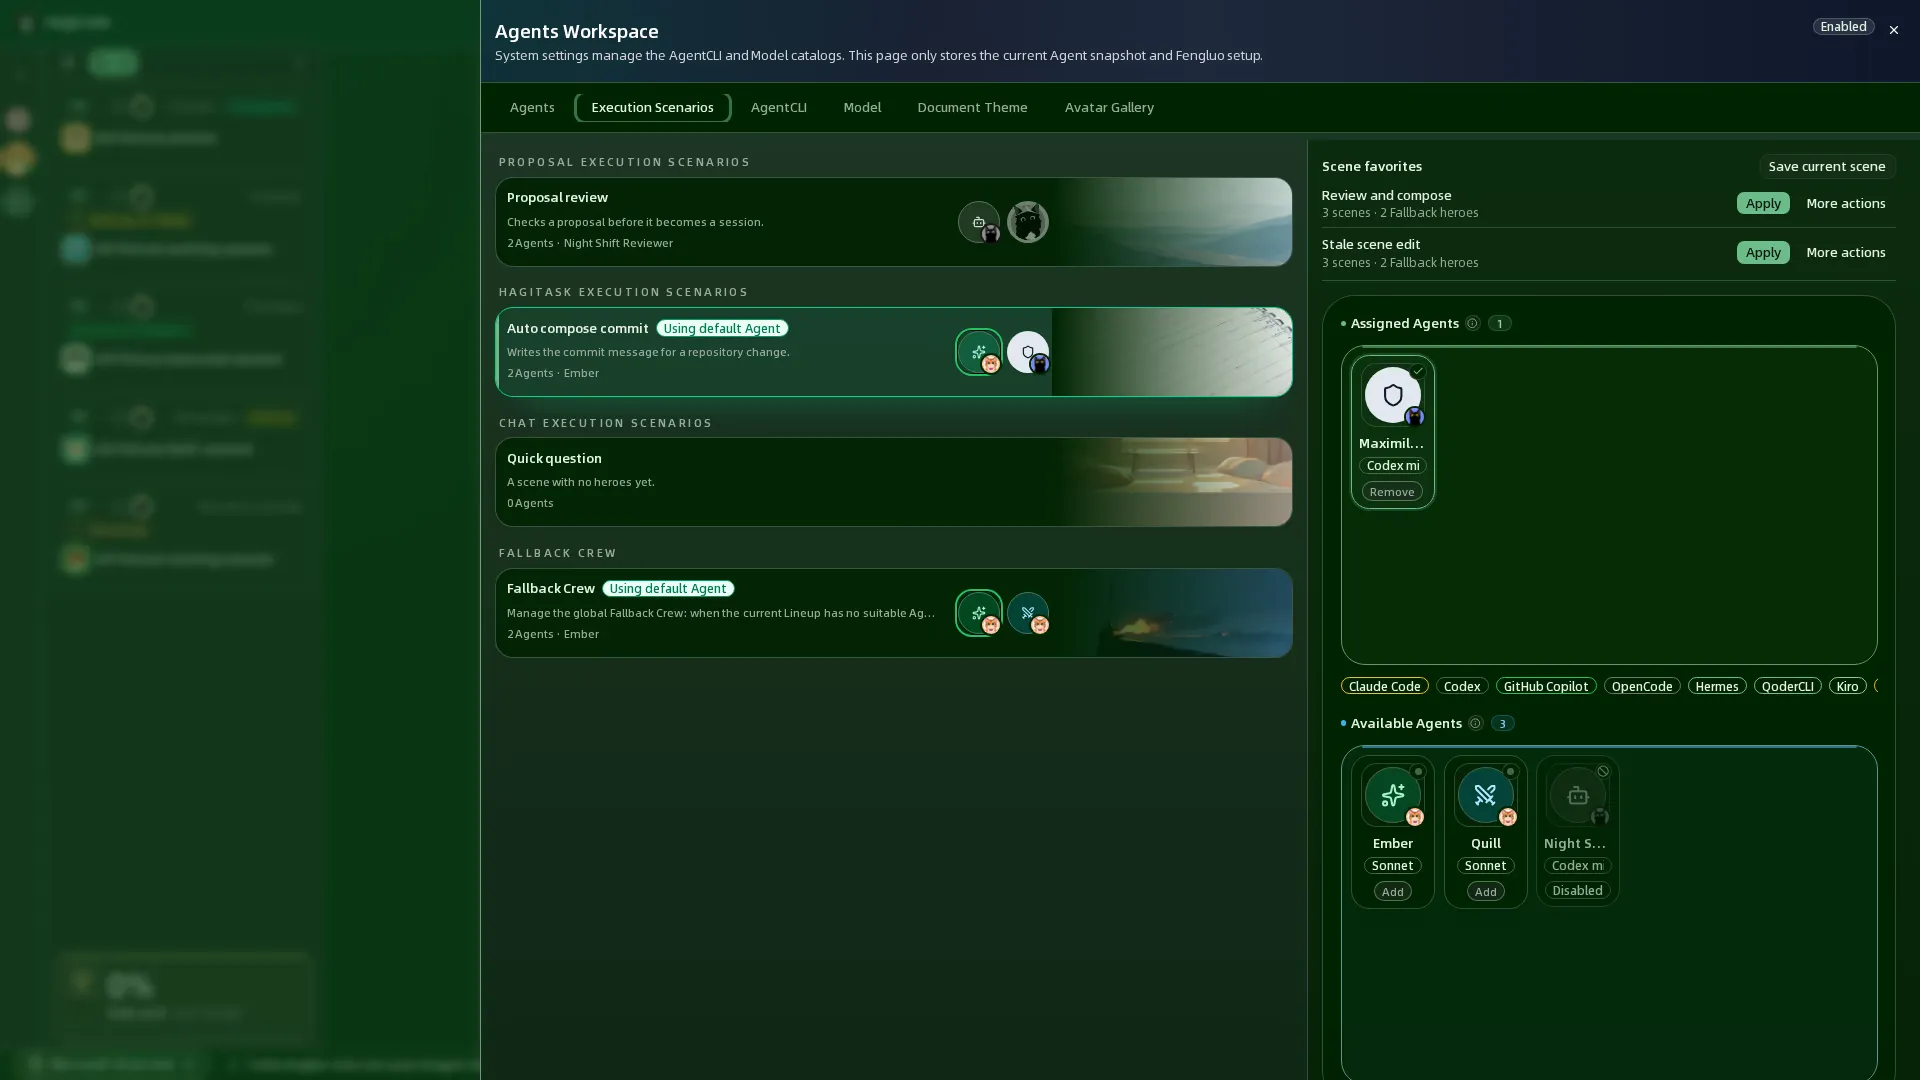 Agents Workspace
Enabled
System settings manage the AgentCLI and Model catalogs. This page only stores the current Agent snapshot and Fengluo setup.
Agents
Execution Scenarios
AgentCLI
Model
Document Theme
Avatar Gallery
PROPOSAL EXECUTION SCENARIOS
Proposal review
Checks a proposal before it becomes a session.
2 Agents · Night Shift Reviewer
HAGITASK EXECUTION SCENARIOS
Auto compose commit Using default Agent
Writes the commit message for a repository change.
2 Agents · Ember
CHAT EXECUTION SCENARIOS
Quick question
A scene with no heroes yet.
0 Agents
FALLBACK CREW
Fallback Crew Using default Agent
Manage the global Fallback Crew: when the current Lineup has no suitable Ag...
2 Agents · Ember
Scene favorites
Save current scene
Review and compose
3 scenes · 2 Fallback heroes
Apply More actions
Stale scene edit
3 scenes · 2 Fallback heroes
Apply More actions
Assigned Agents 1
Maximil...
Codex mi
Remove
Claude Code Codex GitHub Copilot OpenCode Hermes QoderCLI Kiro
Available Agents 3
Ember Quill Night S...
Sonnet Sonnet Codex mi
Add Add Disabled